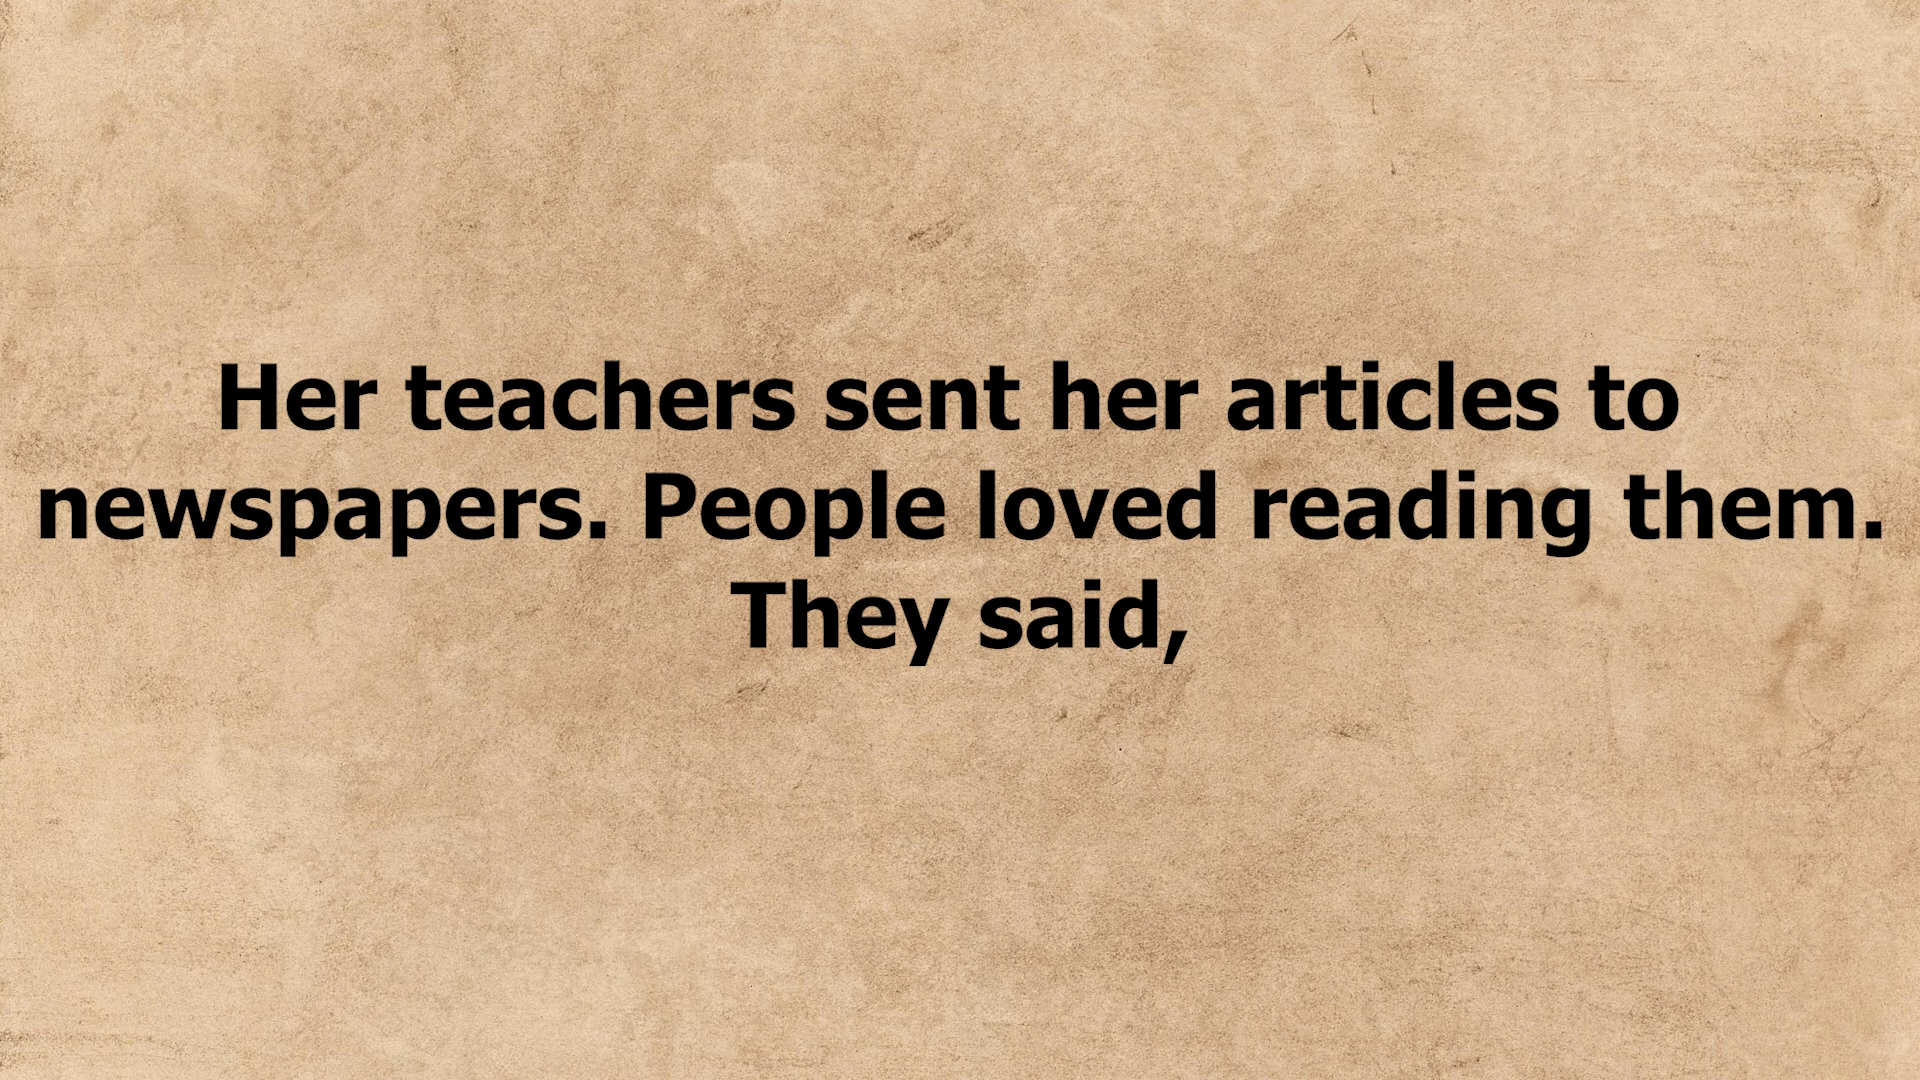 Her teachers sent her articles to
newspapers. People loved reading them.
They said,